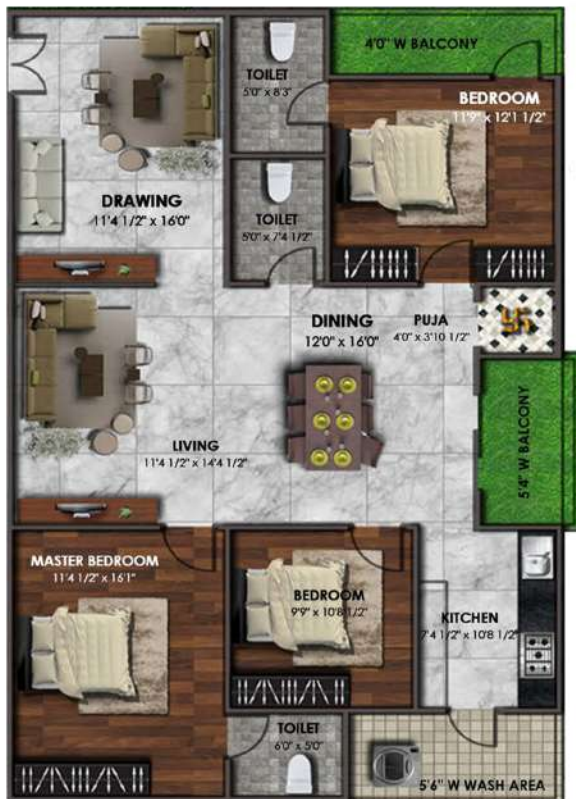 4'0" W BALCONY
TOILET
5'0" x 8'3"
BEDROOM
11'9" x 12'1 1/2"
DRAWING
11'4 1/2" x 16'0"
TOILET
5'0" x 7'4 1/2"
DINING
12'0" x 16'0"
PUJA
4'0" x 3'10 1/2"
5'4" W BALCONY
LIVING
11'4 1/2" x 14'4 1/2"
MASTER BEDROOM
11'4 1/2" x 16'1"
BEDROOM
9'9" x 10'8 1/2"
KITCHEN
7'4 1/2" x 10'8 1/2"
TOILET
6'0" x 5'0"
5'6" W WASH AREA